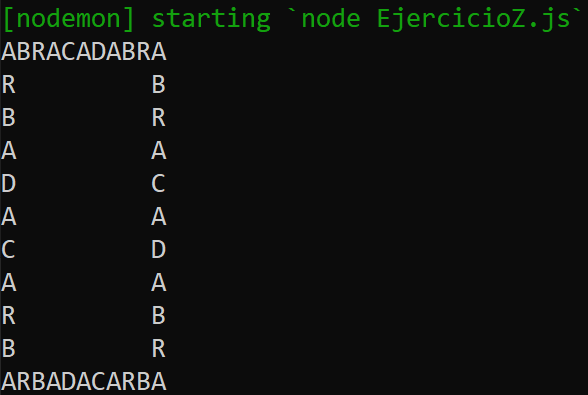 [nodemon] starting `node EjercicioZ.js`
ABRACADABRA
R         B
B         R
A         A
D         C
A         A
C         D
A         A
R         B
B         R
ARBADACARBA